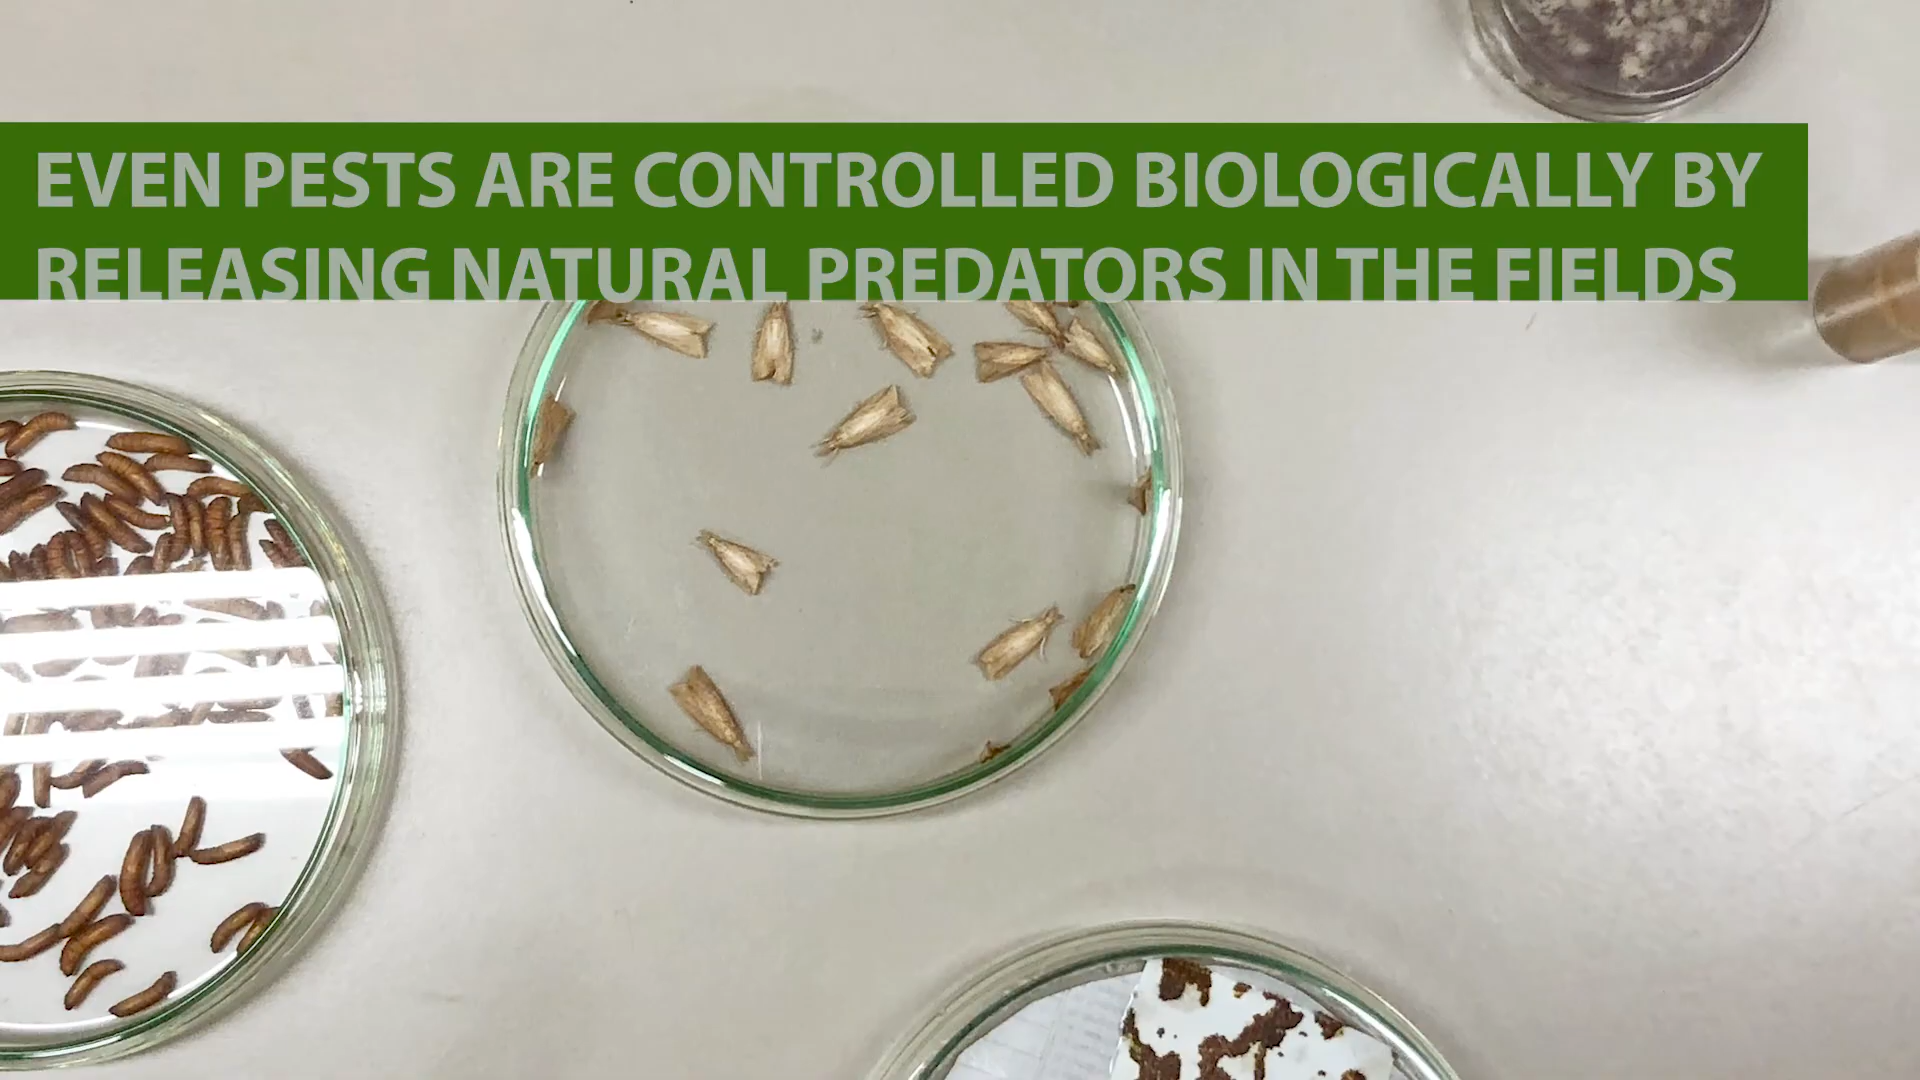 EVEN PESTS ARE CONTROLLED BIOLOGICALLY BY
RELEASING NATURAL PREDATORS IN THE FIELDS